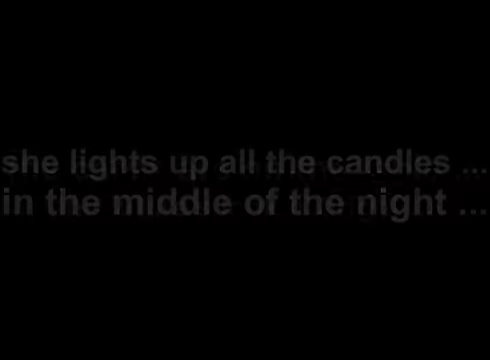 she lights up all the candles ...
in the middle of the night ...